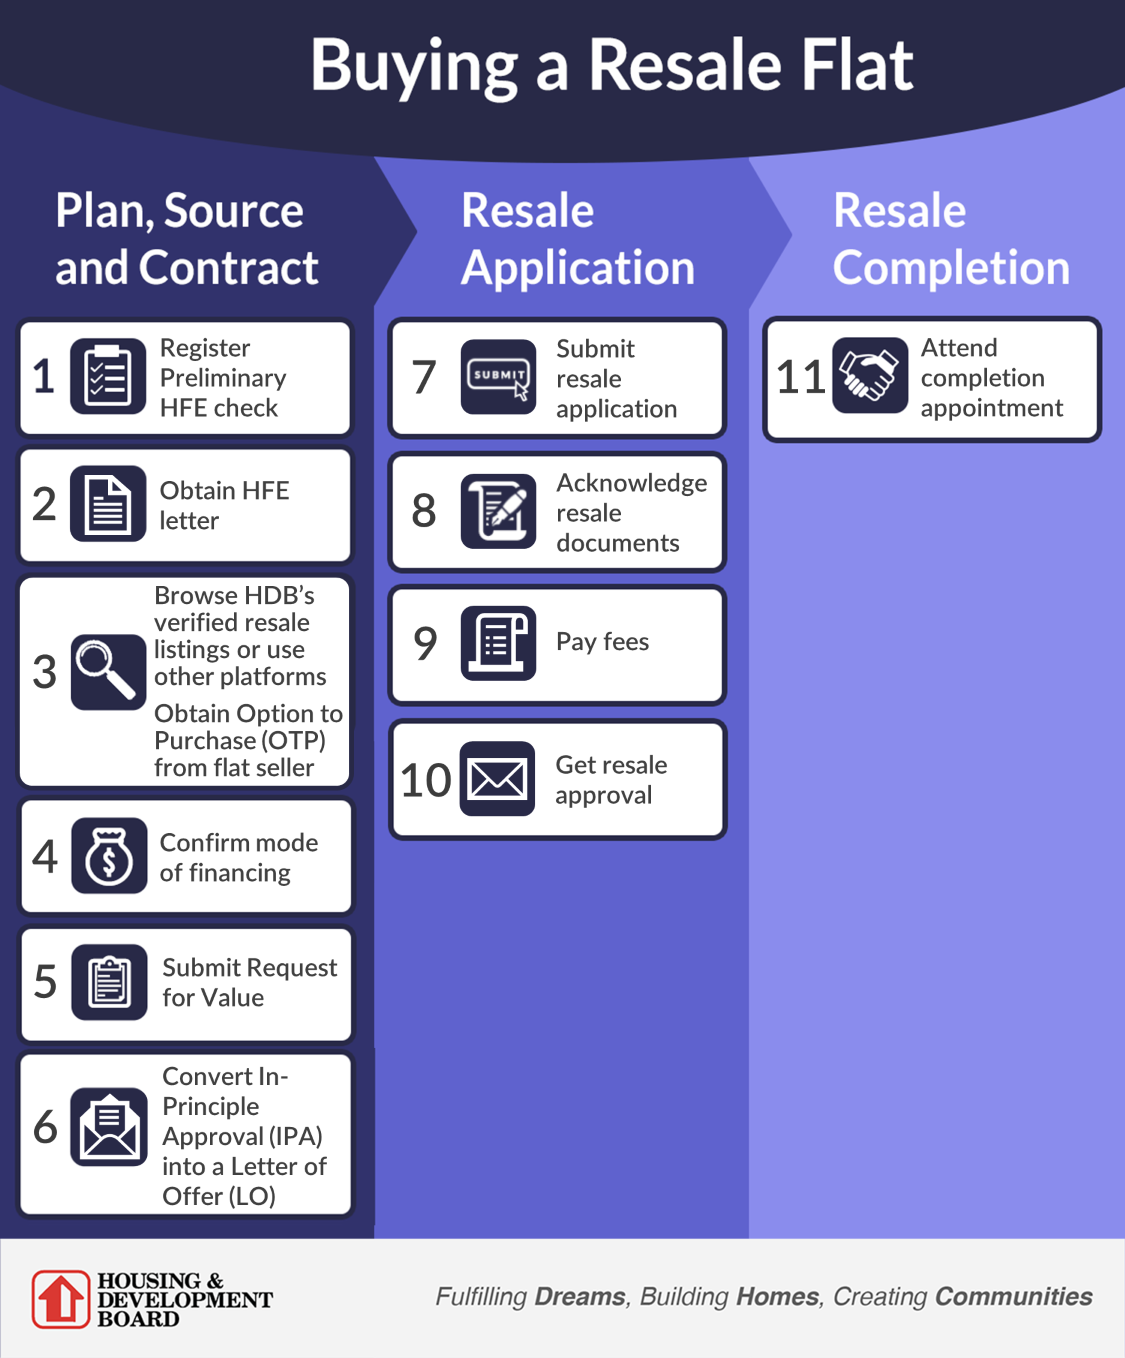 Buying a Resale Flat
Plan, Source
and Contract
1
Register
Preliminary
HFE check
2
Obtain HFE
letter
3
Browse HDB’s
verified resale
listings or use
other platforms
Obtain Option to
Purchase (OTP)
from flat seller
4
Confirm mode
of financing
5
Submit Request
for Value
6
Convert In-
Principle
Approval (IPA)
into a Letter of
Offer (LO)
Resale
Application
7
SUBMIT
Submit
resale
application
8
Acknowledge
resale
documents
9
Pay fees
10
Get resale
approval
Resale
Completion
11
Attend
completion
appointment
HOUSING &
DEVELOPMENT
BOARD
Fulfilling Dreams, Building Homes, Creating Communities